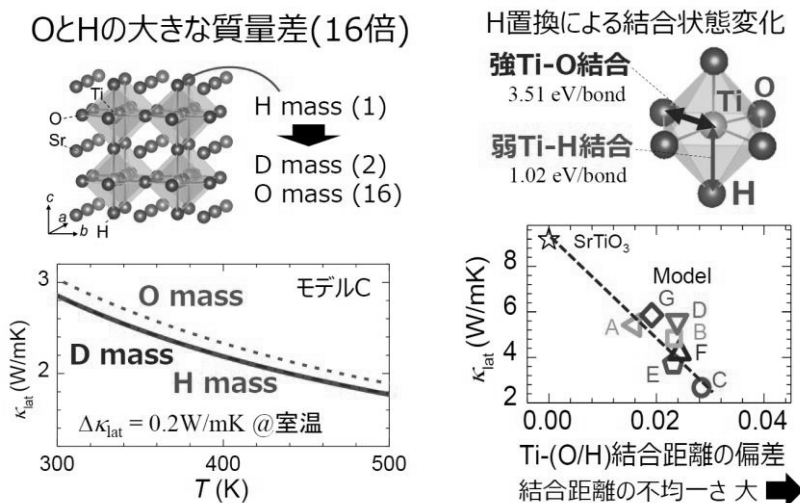 OとHの大きな質量差(16倍)
Ti
O
Sr
c
a
b
H
H mass (1)
D mass (2)
O mass (16)
H置換による結合状態変化
強Ti-O結合
3.51 eV/bond
Ti
O
弱Ti-H結合
1.02 eV/bond
H
κlat (W/mK)
3
2
O mass
モデルC
D mass
H mass
Δκlat = 0.2W/mK @室温
300
400
500
T (K)
κlat (W/mK)
8
6
4
2
SrTiO3
Model
A
G
D
B
F
E
C
0.00
0.02
0.04
Ti-(O/H)結合距離の偏差
結合距離の不均一さ 大